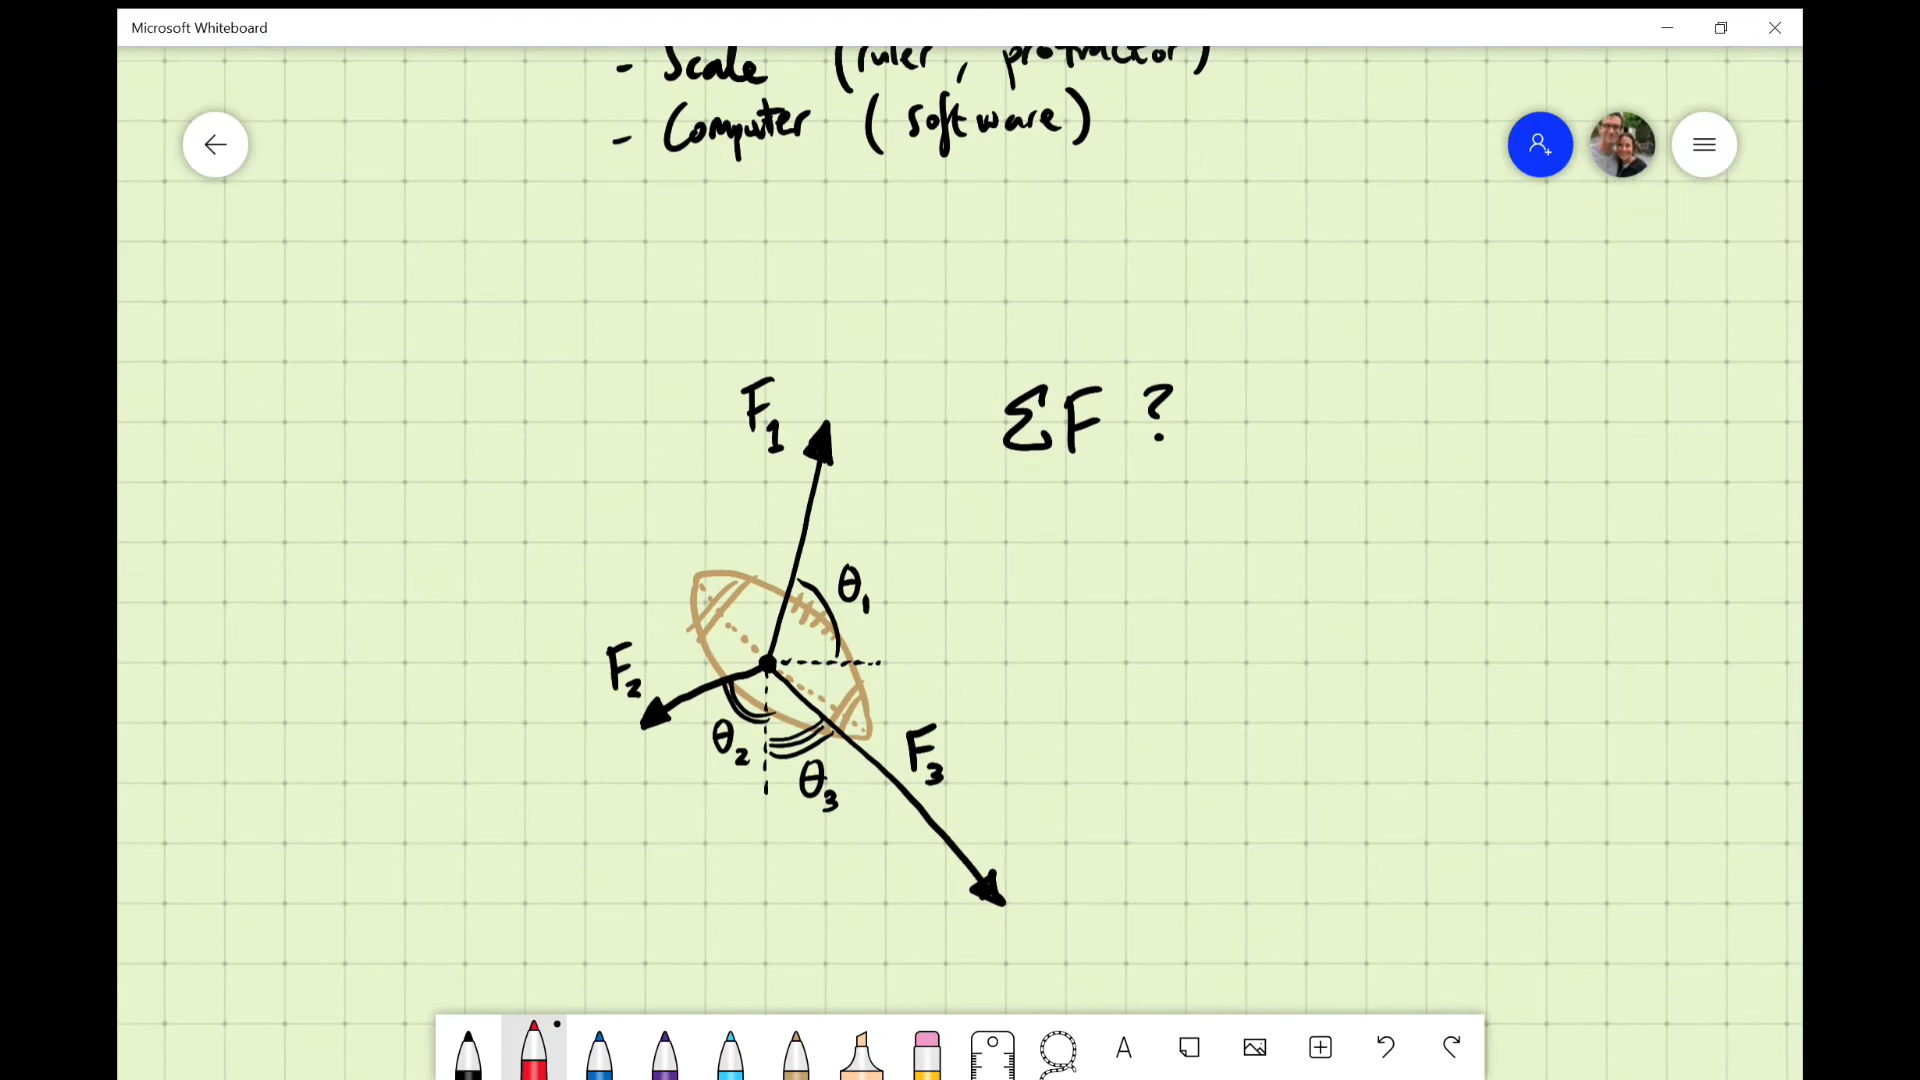 Microsoft Whiteboard
- Scale (ruler, protractor)
- Computer (software)
F1
ΣF ?
θ1
F2
θ2
F3
θ3
A